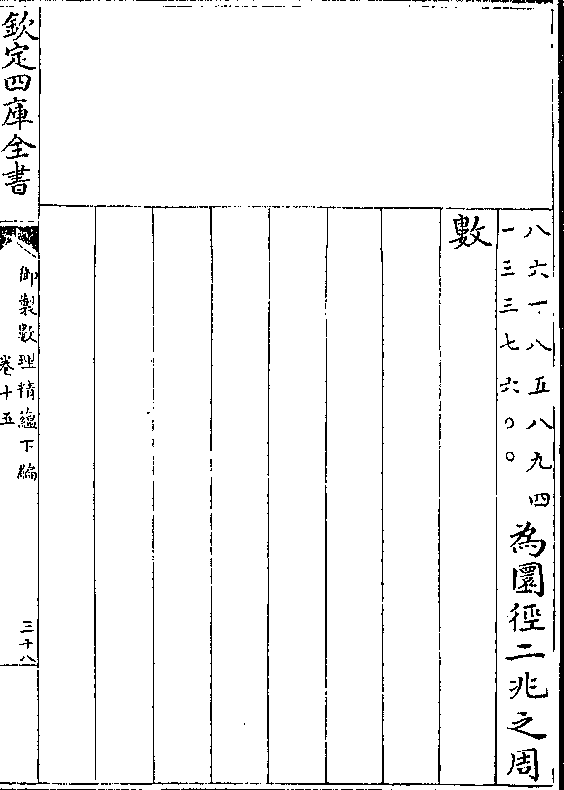 八六一八五八九四
一三三七六〇〇
為圜徑二兆之周
數
欽定四庫全書
御製數理精蘊下編
卷十五
三十八